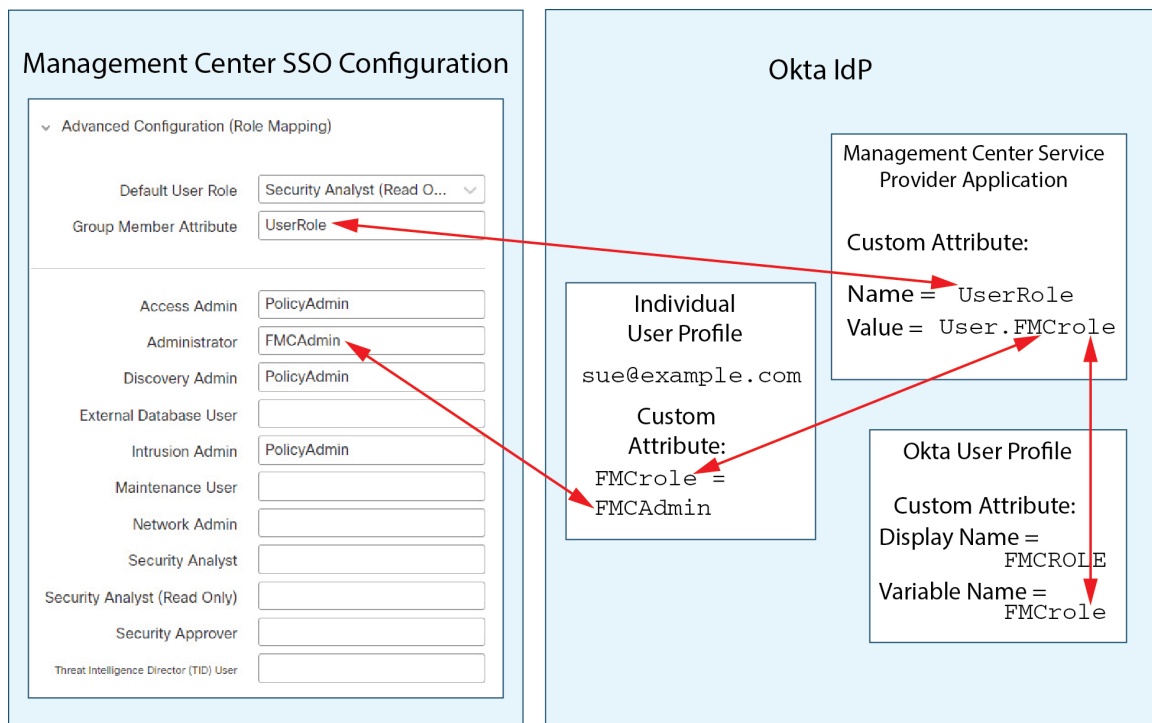 Management Center SSO Configuration
Advanced Configuration (Role Mapping)
Default User Role Security Analyst (Read O...
Group Member Attribute UserRole
Access Admin PolicyAdmin
Administrator FMCAdmin
Discovery Admin PolicyAdmin
External Database User
Intrusion Admin PolicyAdmin
Maintenance User
Network Admin
Security Analyst
Security Analyst (Read Only)
Security Approver
Threat Intelligence Director (TID) User
Okta IdP
Management Center Service
Provider Application
Custom Attribute:
Name = UserRole
Value = User.FMCrole
Individual
User Profile
sue@example.com
Custom
Attribute:
FMCrole =
FMCAdmin
Okta User Profile
Custom Attribute:
Display Name =
FMCROLE
Variable Name =
FMCrole